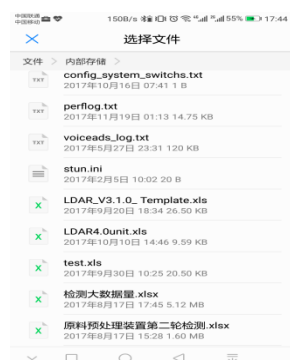 中国联通
中国移动
150B/s
55%
17:44
选择文件
文件 > 内部存储 >
TXT
config_system_switchs.txt
2017年10月16日 07:41 1 B
TXT
perflog.txt
2017年11月19日 01:13 14.75 KB
TXT
voiceads_log.txt
2017年5月27日 23:31 120 KB
stun.ini
2017年2月5日 10:02 20 B
X
LDAR_V3.1.0_ Template.xls
2017年9月20日 18:34 26.50 KB
X
LDAR4.0unit.xls
2017年10月10日 14:46 9.59 KB
X
test.xls
2017年9月30日 10:25 20.50 KB
X
检测大数据量.xlsx
2017年8月17日 17:45 5.12 MB
X
原料预处理装置第二轮检测.xlsx
2017年8月17日 15:28 1.60 MB